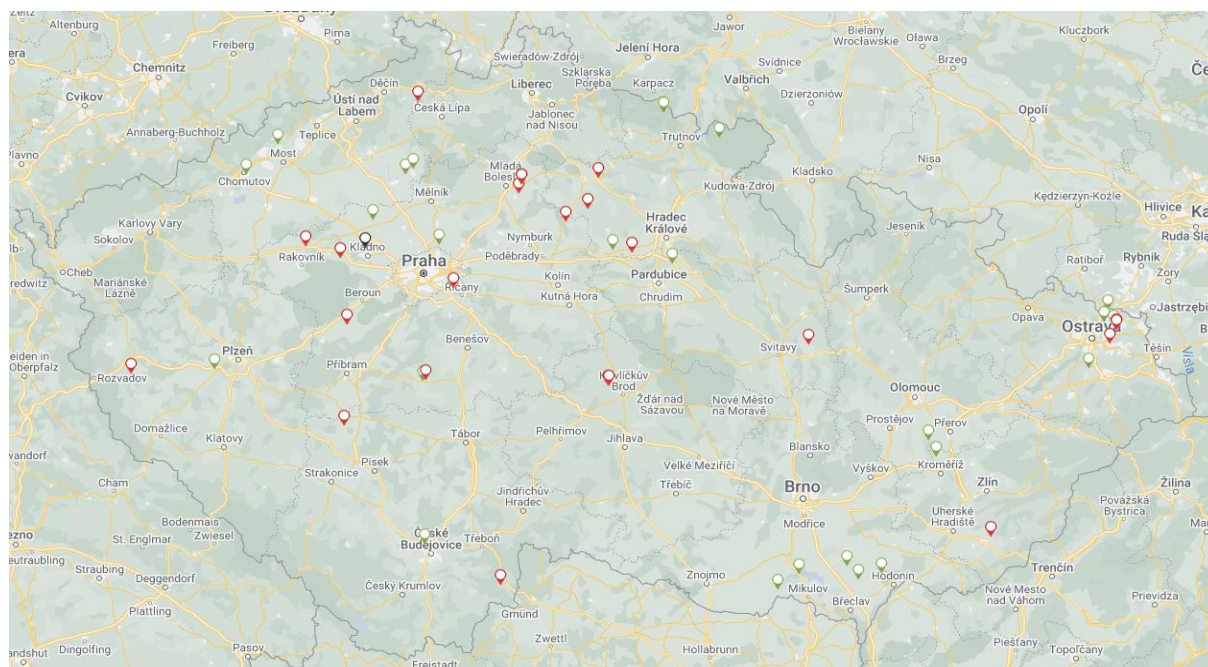 Altenburg
Pirna
Jawor
Bielany
Wrocławskie
Oława
Kluczbork
Freiberg
Chemnitz
Świeradów-Zdrój
Jelení Hora
Świdnice
Brzeg
Cvikov
Děčín
Liberec
Szklarska
Poręba
Karpacz
Valbřich
Dzierżoniów
Ústí nad
Labem
Česká Lípa
Jablonec
nad Nisou
Opolí
Annaberg-Buchholz
Teplice
Most
Trutnov
Plavno
Chomutov
Mladá
Kladsko
Nisa
Mělník
Kudowa-Zdrój
Kędzierzyn-Koźle
Karlovy Vary
Hradec
Králové
Jeseník
Hlivice
Ka
Sokolov
Kladno
Nymburk
Ruda
Cheb
Rakovník
Praha
Poděbrady
Ratiboř
Rybnik
Mariánské
Lázně
Kolín
Pardubice
Žory
Říčany
Beroun
Kutná Hora
Chrudim
Šumperk
Opava
Jastrzębi
Ostrava
Benešov
Svitavy
Těšín
Plzeň
Visla
Oberpfalz
Rozvadov
Příbram
Brod
Olomouc
Žďár nad
Sázavou
Nové Město
na Moravě
Prostějov
Přerov
Domažlice
Klatovy
Tábor
Pelhřimov
Jihlava
Blansko
Písek
Kroměříž
Strakonice
Velké Meziříčí
Vyškov
Cham
Třebíč
Brno
Zlín
Žilina
Jindřichův
Hradec
Považská
Bystrica
Bodenmais
Zwiesel
Uherské
Hradiště
Modřice
St. Englmar
Budějovice
Třeboň
Trenčín
Straubing
Deggendorf
Český Krumlov
Znojmo
Mikulov
Hodonín
Břeclav
Nové Mesto
nad Váhom
Prievidza
Plattling
Gmünd
Zwettl
Piešťany
Dingolfing
Pasov
Freistadt
Hollabrunn
Topoľčany